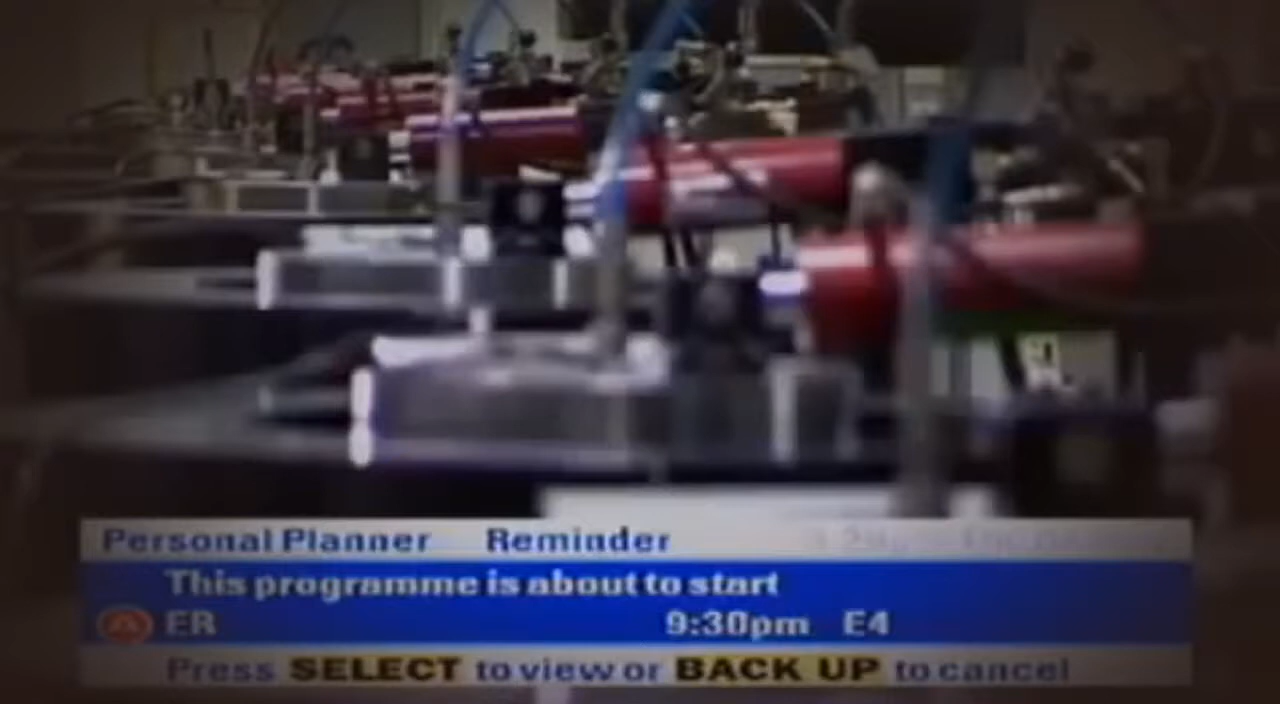 Personal Planner Reminder
This programme is about to start
A ER 9:30pm E4
Press SELECT to view or BACK UP to cancel